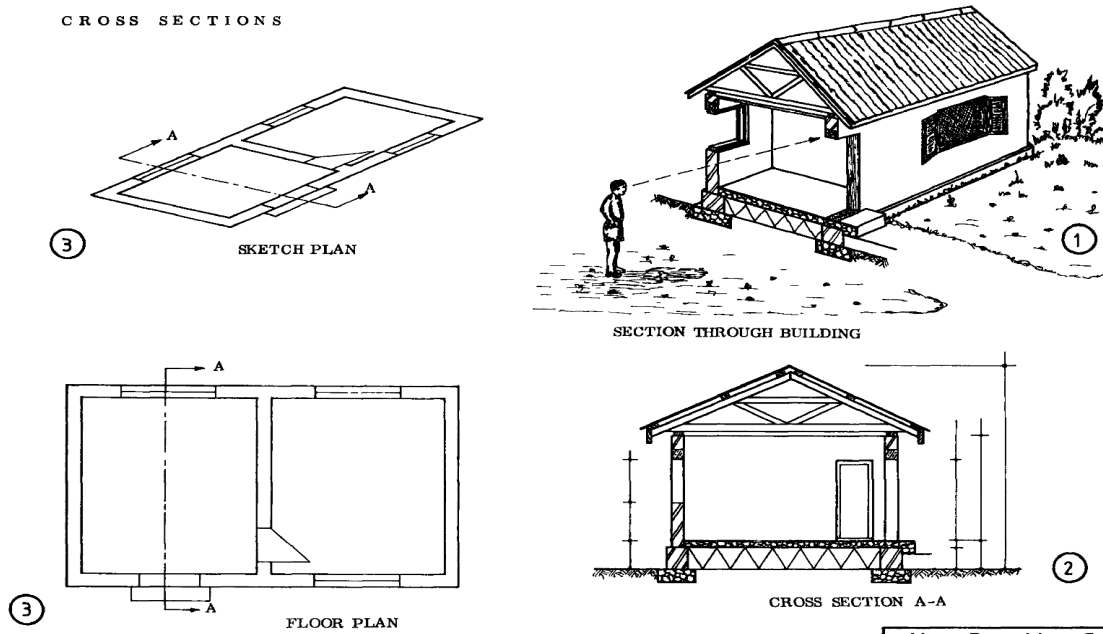 CROSS SECTIONS
A
A
3
SKETCH PLAN
1
SECTION THROUGH BUILDING
A
A
3
FLOOR PLAN
2
CROSS SECTION A-A